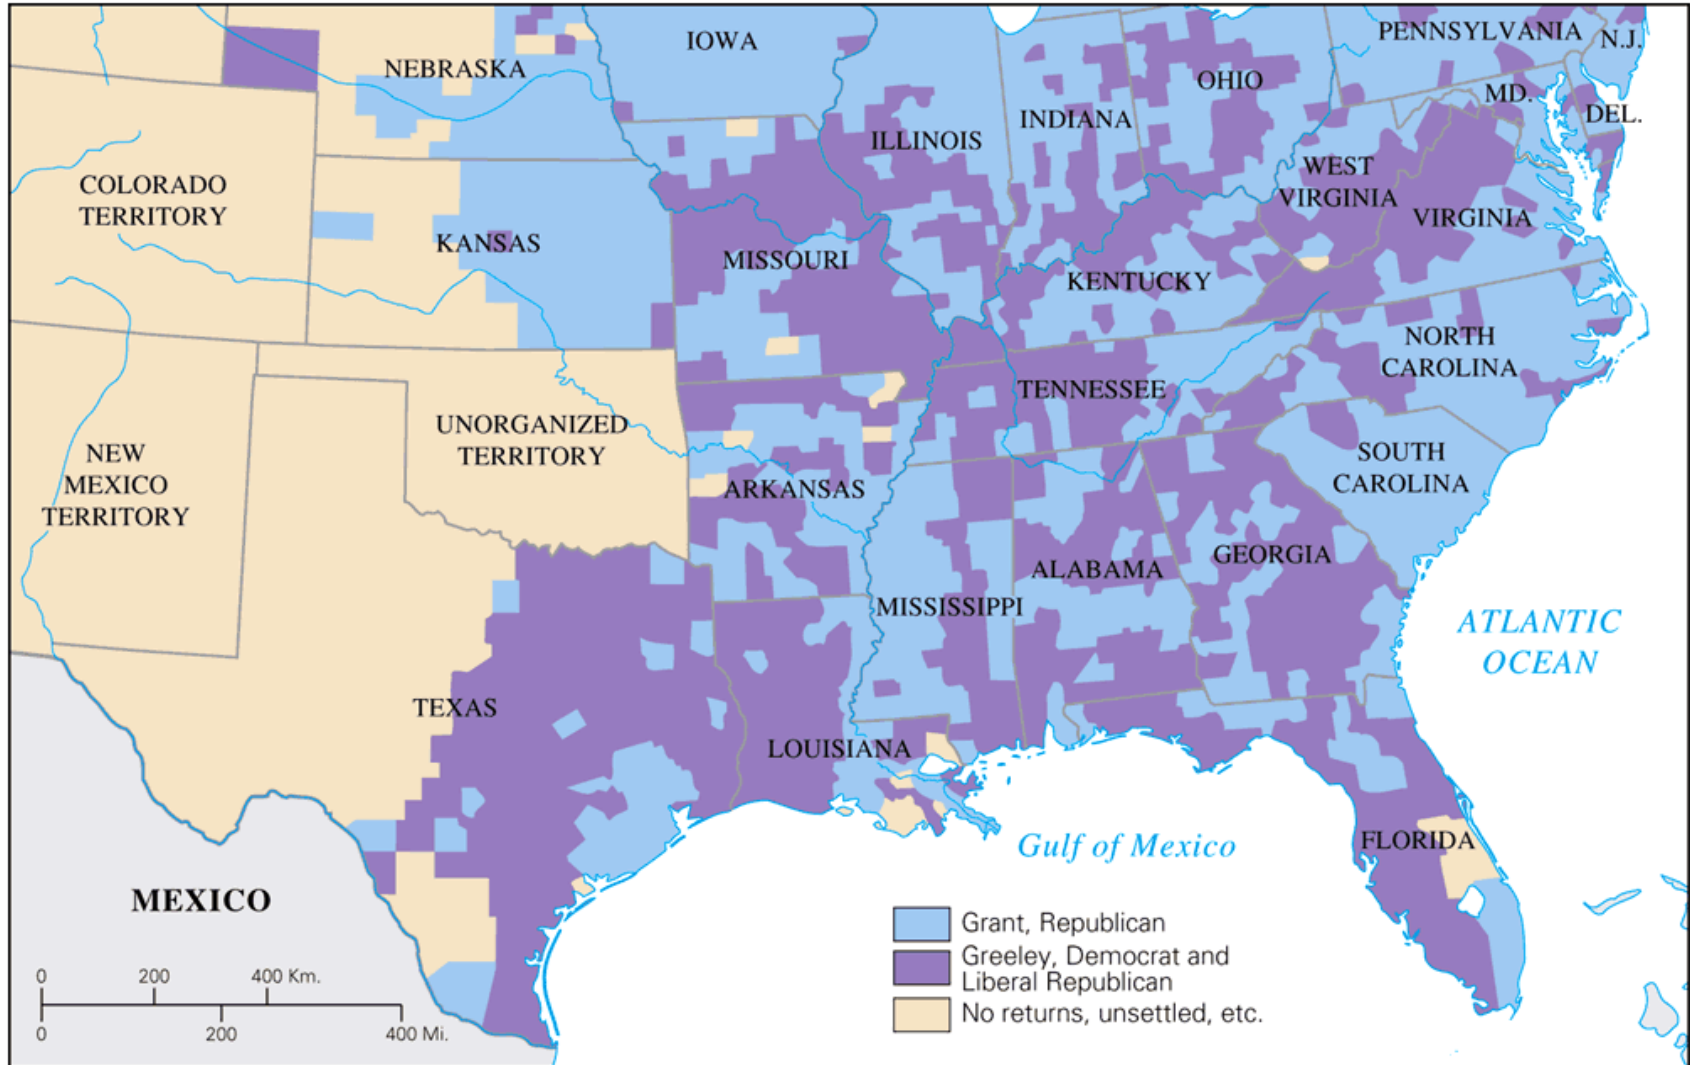 IOWA
PENNSYLVANIA
N.J.
NEBRASKA
OHIO
MD.
DEL.
INDIANA
ILLINOIS
WEST
VIRGINIA
COLORADO
TERRITORY
VIRGINIA
KANSAS
MISSOURI
KENTUCKY
NORTH
CAROLINA
TENNESSEE
UNORGANIZED
TERRITORY
NEW
MEXICO
TERRITORY
SOUTH
CAROLINA
ARKANSAS
GEORGIA
ALABAMA
MISSISSIPPI
ATLANTIC
OCEAN
TEXAS
LOUISIANA
FLORIDA
Gulf of Mexico
MEXICO
Grant, Republican
Greeley, Democrat and
Liberal Republican
No returns, unsettled, etc.
0 200 400 Km.
0 200 400 Mi.